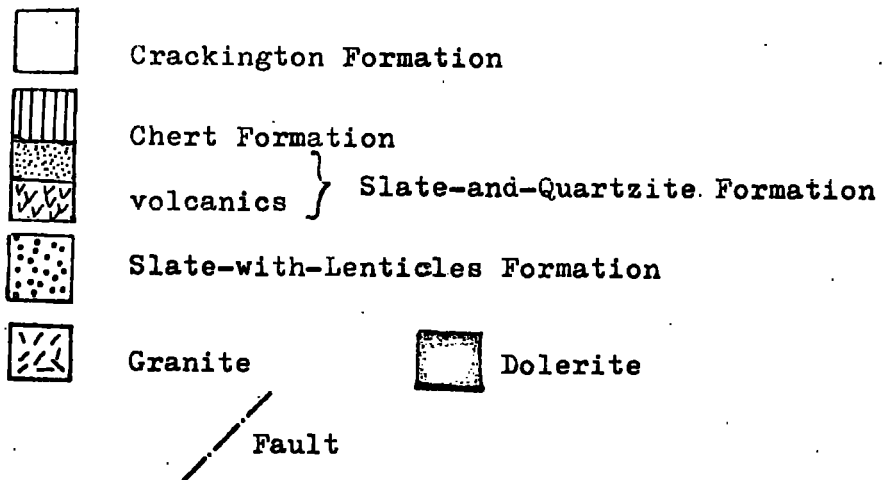 Crackington Formation
Chert Formation
volcanics } Slate-and-Quartzite Formation
Slate-with-Lenticles Formation
Granite Dolerite
Fault